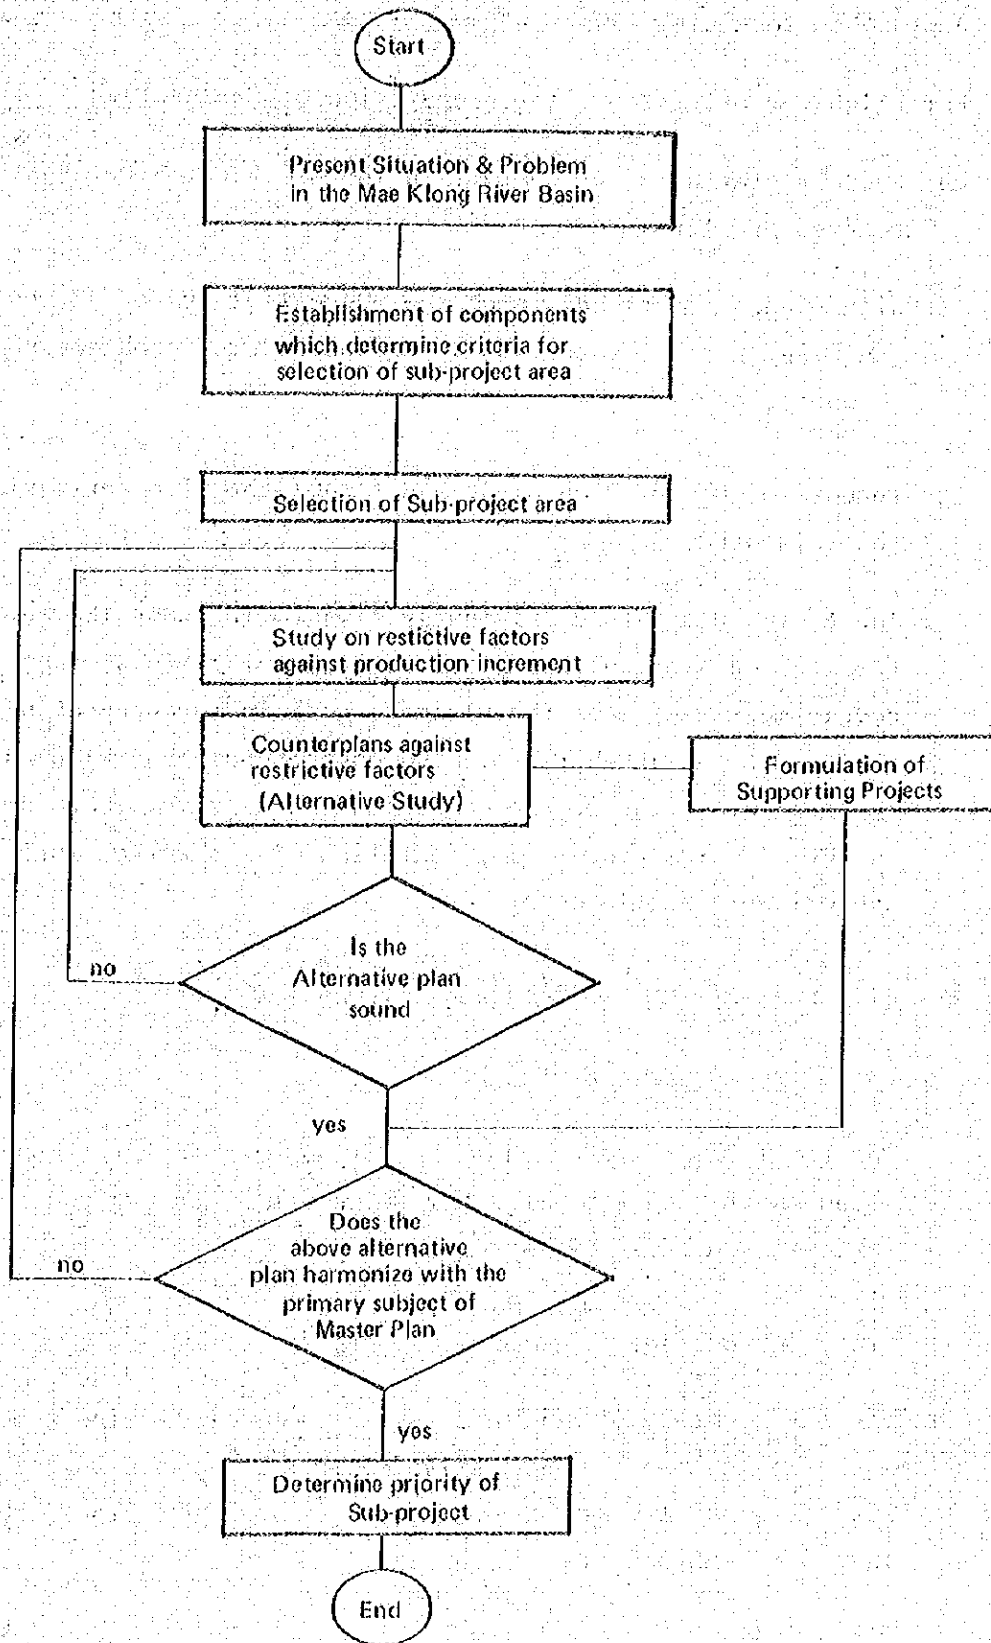 Start
Present Situation & Problem
in the Mae Klong River Basin
Establishment of components
which determine criteria for
selection of sub-project area
Selection of Sub-project area
Study on restictive factors
against production increment
Counterplans against
restrictive factors
(Alternative Study)
Formulation of
Supporting Projects
Is the
Alternative plan
sound
no
yes
Does the
above alternative
plan harmonize with the
primary subject of
Master Plan
no
yes
Determine priority of
Sub-project
End